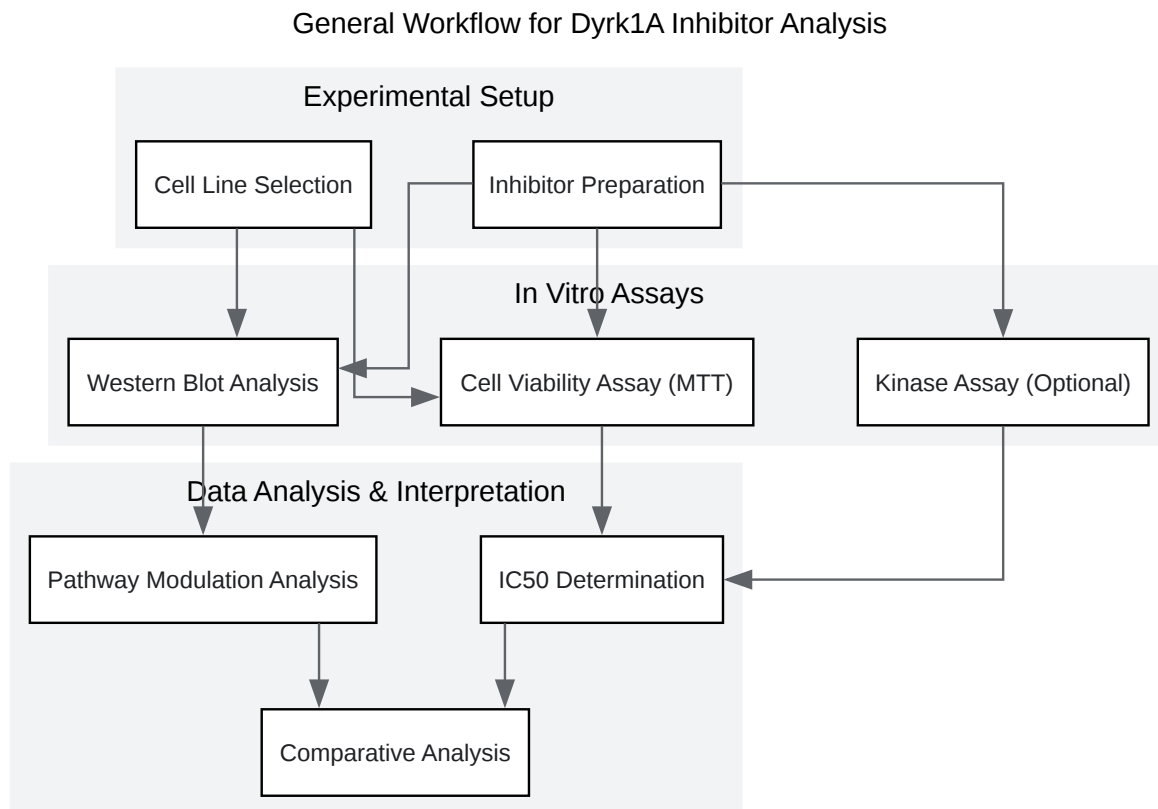 General Workflow for Dyrk1A Inhibitor Analysis
Experimental Setup
Cell Line Selection
Inhibitor Preparation
In Vitro Assays
Western Blot Analysis
Cell Viability Assay (MTT)
Kinase Assay (Optional)
Data Analysis & Interpretation
Pathway Modulation Analysis
IC50 Determination
Comparative Analysis